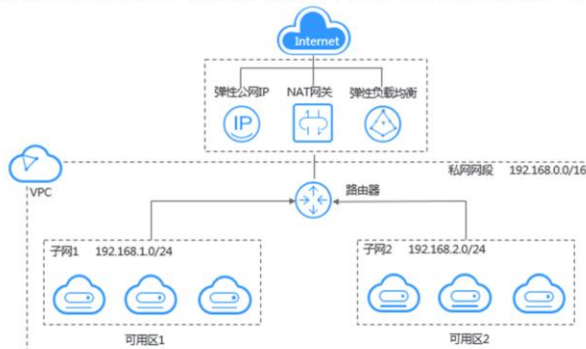 Internet
弹性公网IP NAT网关 弹性负载均衡
IP
私网网段 192.168.0.0/16
VPC
路由器
子网1 192.168.1.0/24
子网2 192.168.2.0/24
可用区1
可用区2